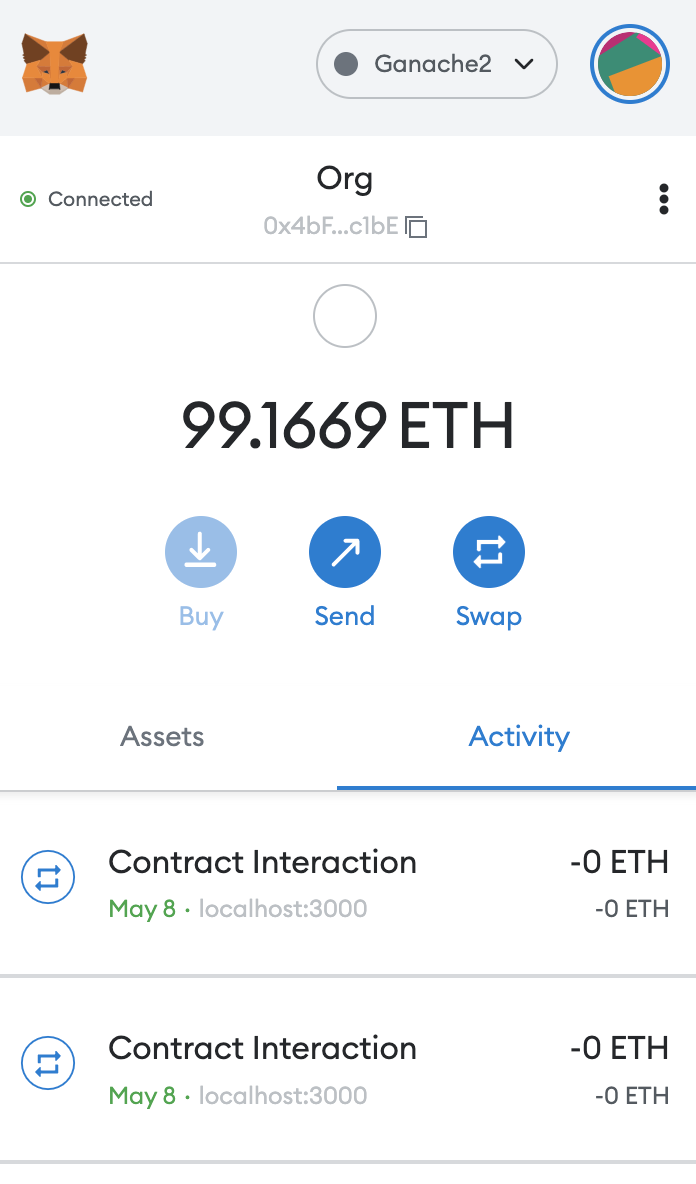 Ganache2
Connected
Org
0x4bF...c1bE
99.1669 ETH
Buy
Send
Swap
Assets
Activity
Contract Interaction
-0 ETH
May 8 · localhost:3000
-0 ETH
Contract Interaction
-0 ETH
May 8 · localhost:3000
-0 ETH